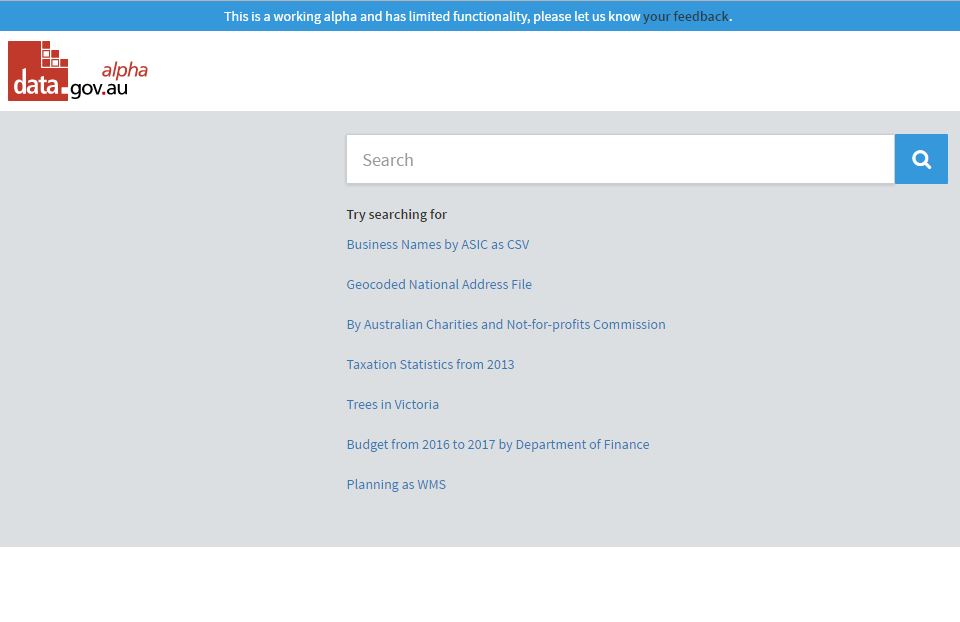 This is a working alpha and has limited functionality, please let us know your feedback.
alpha
data.gov.au
Search
Try searching for
Business Names by ASIC as CSV
Geocoded National Address File
By Australian Charities and Not-for-profits Commission
Taxation Statistics from 2013
Trees in Victoria
Budget from 2016 to 2017 by Department of Finance
Planning as WMS